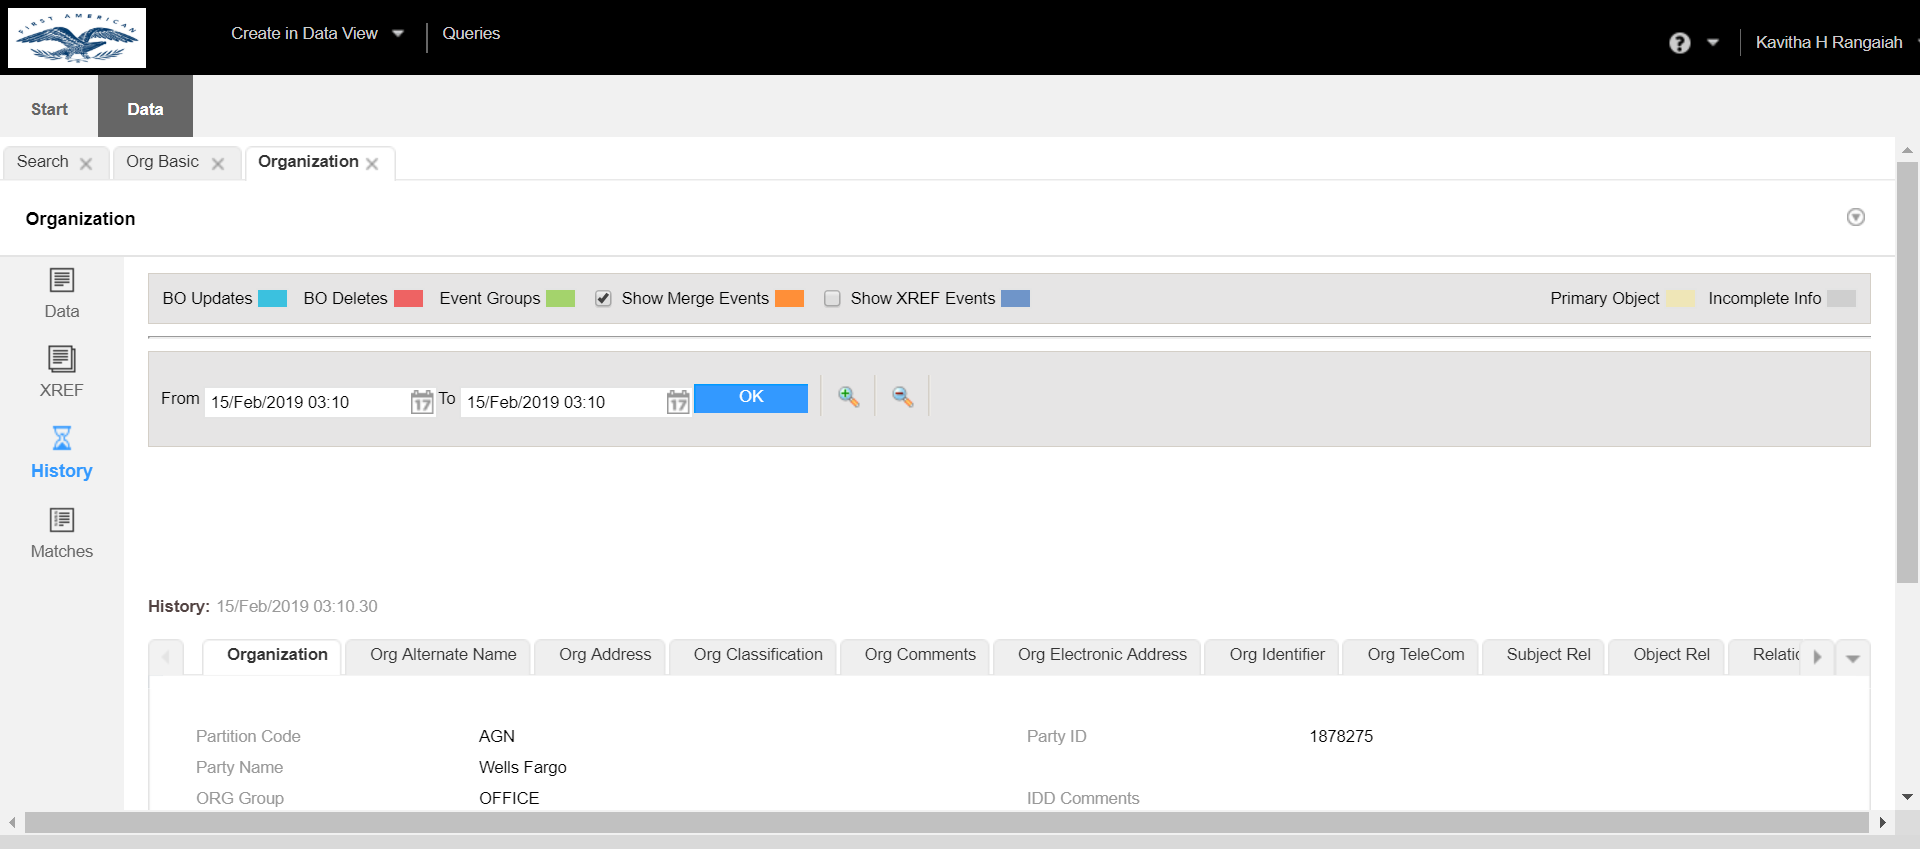 FIRST AMERICAN
Create in Data View
Queries
?
Kavitha H Rangaiah
Start
Data
Search
Org Basic
Organization
Organization
Data
XREF
History
Matches
BO Updates
BO Deletes
Event Groups
Show Merge Events
Show XREF Events
Primary Object
Incomplete Info
From
15/Feb/2019 03:10
17
To
15/Feb/2019 03:10
17
OK
History: 15/Feb/2019 03:10.30
Organization
Org Alternate Name
Org Address
Org Classification
Org Comments
Org Electronic Address
Org Identifier
Org TeleCom
Subject Rel
Object Rel
Partition Code AGN
Party ID 1878275
Party Name Wells Fargo
ORG Group OFFICE
IDD Comments